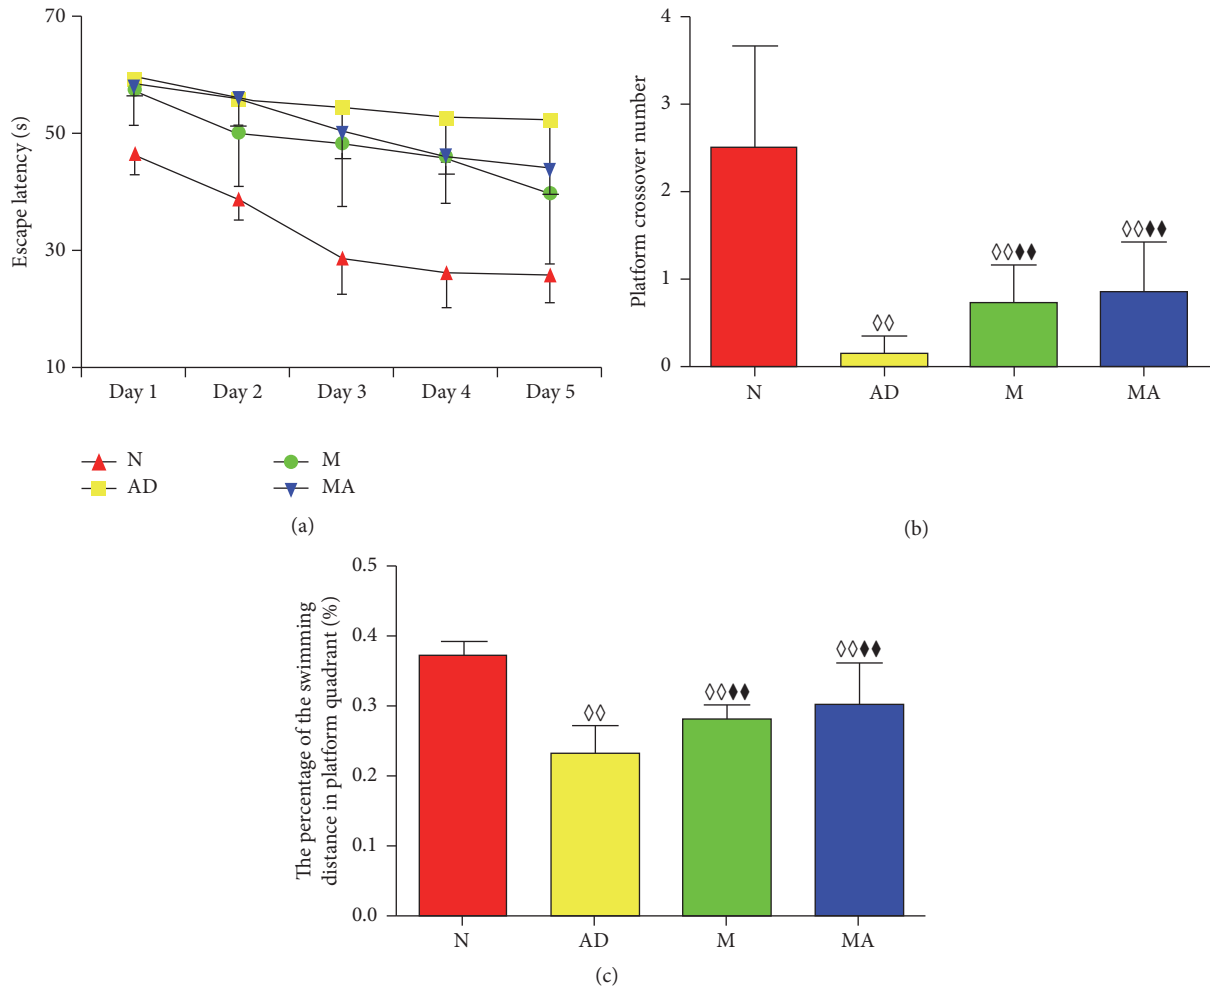 70
50
30
10
Escape latency (s)
Day 1 Day 2 Day 3 Day 4 Day 5
N
AD
M
MA
(a)
4
3
2
1
0
Platform crossover number
◊◊
◊◊♦♦
◊◊♦♦
N AD M MA
(b)
0.5
0.4
0.3
0.2
0.1
0.0
The percentage of the swimming
distance in platform quadrant (%)
◊◊
◊◊♦♦
◊◊♦♦
N AD M MA
(c)